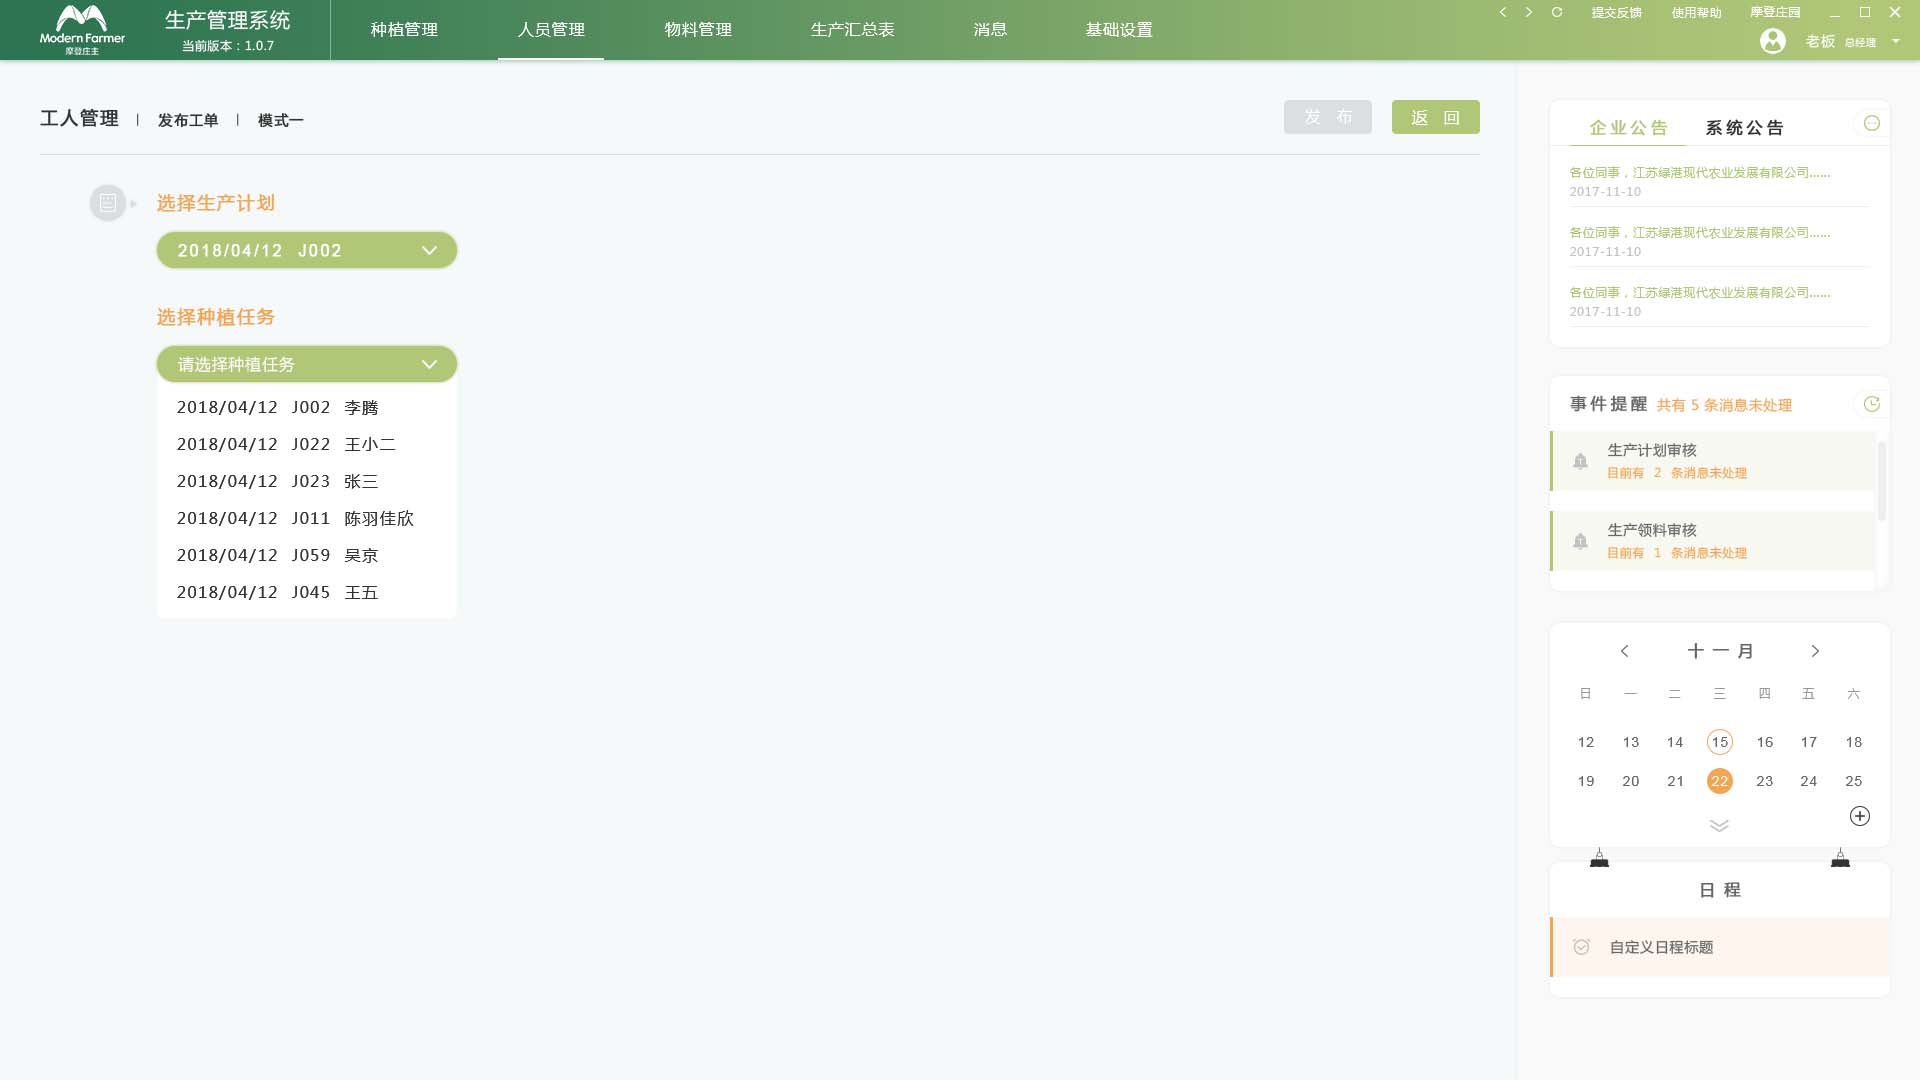 Modern Farmer
摩登庄主
生产管理系统
当前版本：1.0.7
种植管理
人员管理
物料管理
生产汇总表
消息
基础设置
提交反馈
使用帮助
摩登庄园
老板 总经理
工人管理 | 发布工单 | 模式一
发 布
返 回
选择生产计划
2018/04/12 J002
选择种植任务
请选择种植任务
2018/04/12 J002 李腾
2018/04/12 J022 王小二
2018/04/12 J023 张三
2018/04/12 J011 陈羽佳欣
2018/04/12 J059 吴京
2018/04/12 J045 王五
企业公告 系统公告
各位同事，江苏绿港现代农业发展有限公司......
2017-11-10
各位同事，江苏绿港现代农业发展有限公司......
2017-11-10
各位同事，江苏绿港现代农业发展有限公司......
2017-11-10
事件提醒 共有 5 条消息未处理
生产计划审核
目前有 2 条消息未处理
生产领料审核
目前有 1 条消息未处理
十一月
日 一 二 三 四 五 六
12 13 14 15 16 17 18
19 20 21 22 23 24 25
日 程
自定义日程标题